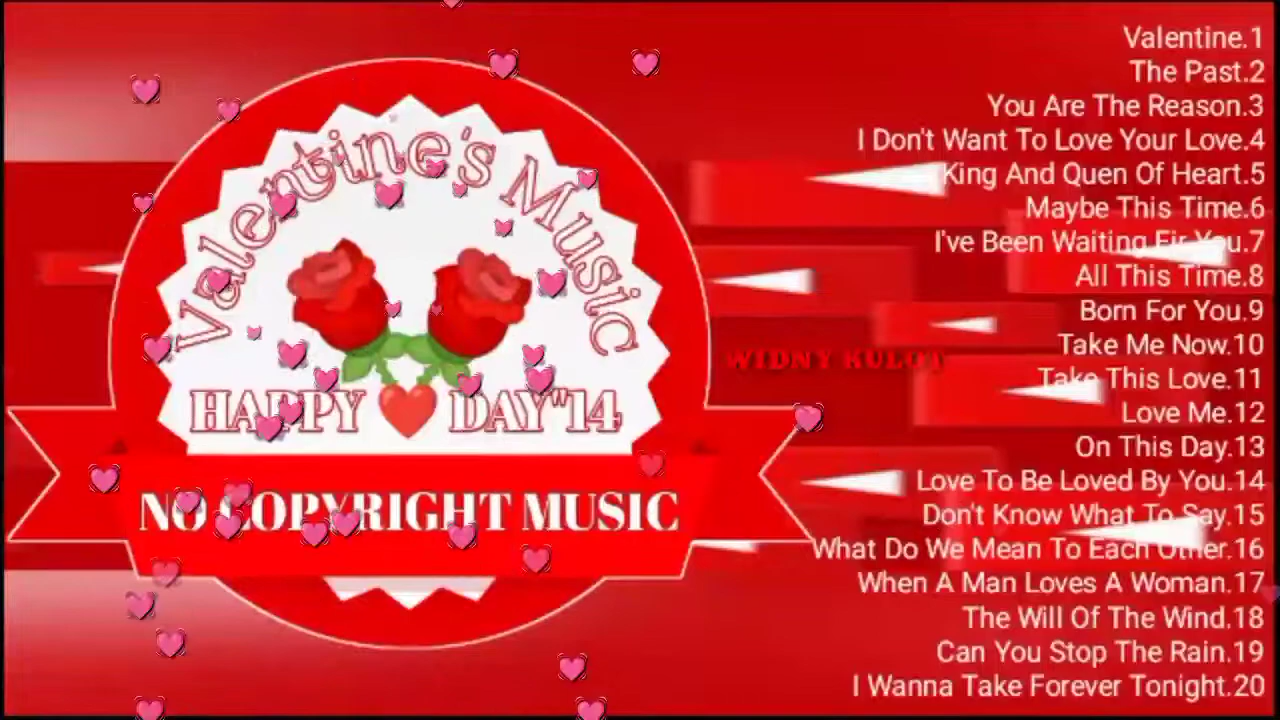 Valentine's Music
HAPPY ❤️ DAY"14
NO COPYRIGHT MUSIC
WIDNY KULOT
Valentine.1
The Past.2
You Are The Reason.3
I Don't Want To Love Your Love.4
King And Quen Of Heart.5
Maybe This Time.6
I've Been Waiting Fir You.7
All This Time.8
Born For You.9
Take Me Now.10
Take This Love.11
Love Me.12
On This Day.13
Love To Be Loved By You.14
Don't Know What To Say.15
What Do We Mean To Each Other.16
When A Man Loves A Woman.17
The Will Of The Wind.18
Can You Stop The Rain.19
I Wanna Take Forever Tonight.20